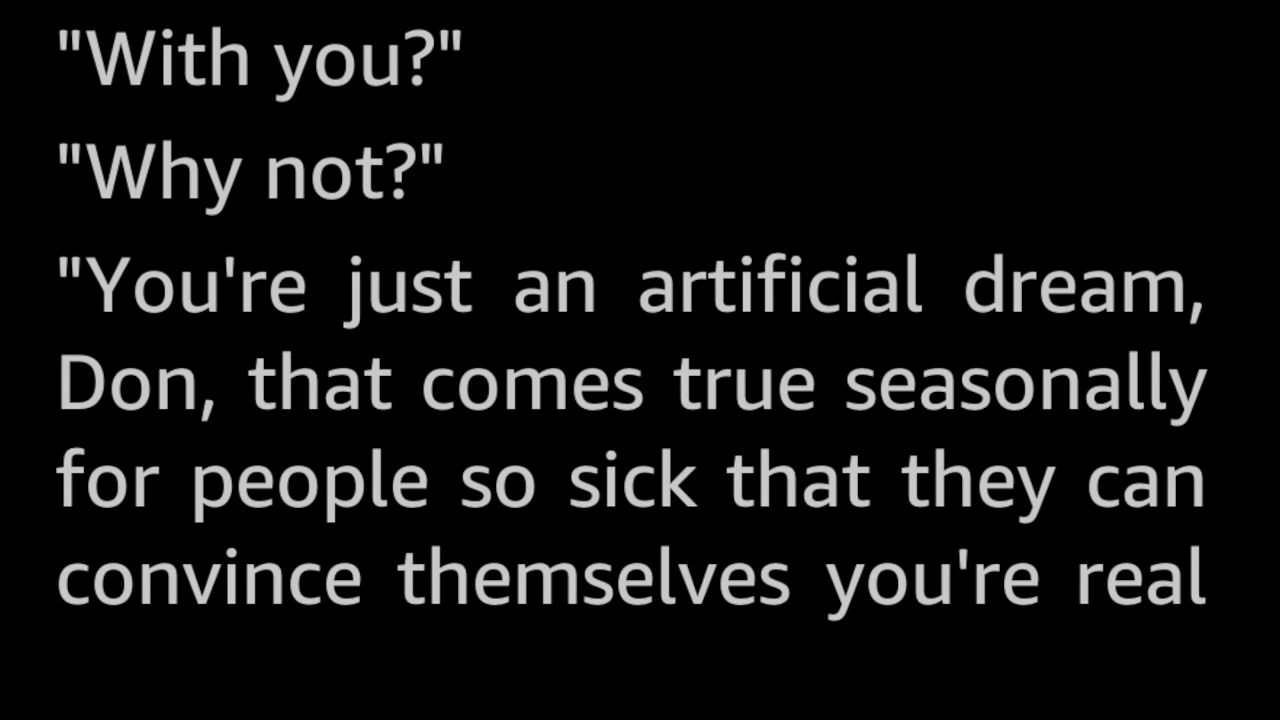 "With you?"
"Why not?"
"You're just an artificial dream,
Don, that comes true seasonally
for people so sick that they can
convince themselves you're real